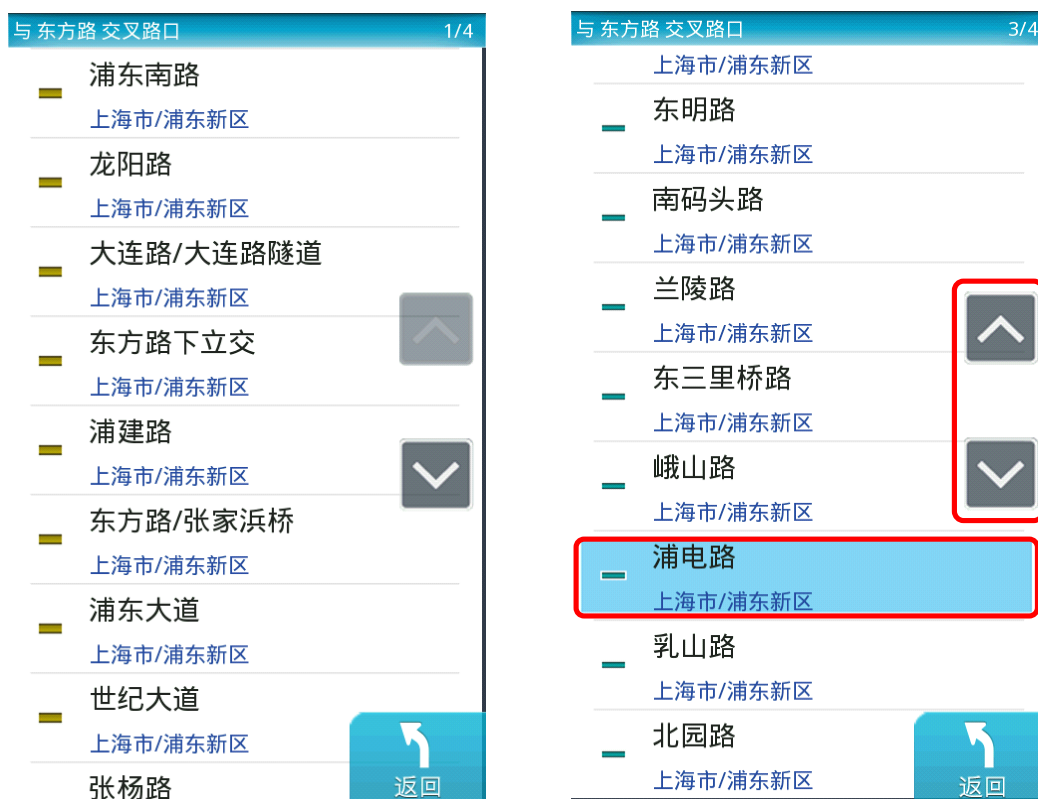 与 东方路 交叉路口 1/4
浦东南路
上海市/浦东新区
龙阳路
上海市/浦东新区
大连路/大连路隧道
上海市/浦东新区
东方路下立交
上海市/浦东新区
浦建路
上海市/浦东新区
东方路/张家浜桥
上海市/浦东新区
浦东大道
上海市/浦东新区
世纪大道
上海市/浦东新区
张杨路
返回
与 东方路 交叉路口 3/4
上海市/浦东新区
东明路
上海市/浦东新区
南码头路
上海市/浦东新区
兰陵路
上海市/浦东新区
东三里桥路
上海市/浦东新区
峨山路
上海市/浦东新区
浦电路
上海市/浦东新区
乳山路
上海市/浦东新区
北园路
上海市/浦东新区
返回